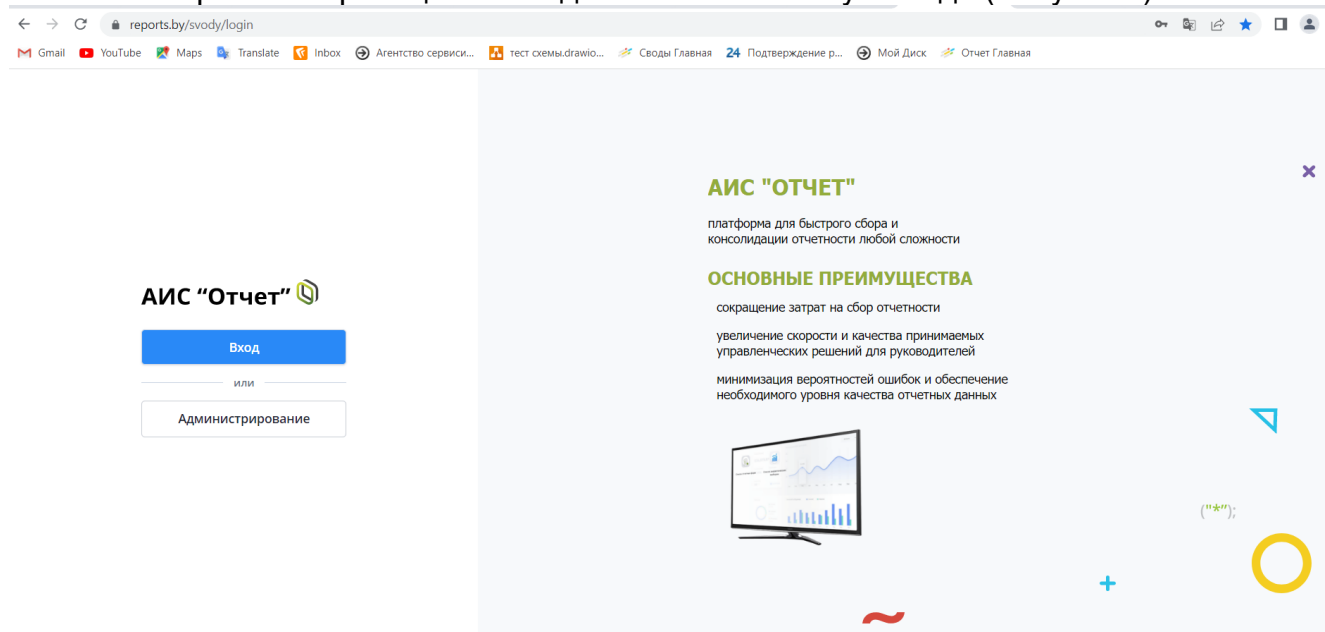 reports.by/svody/login
Gmail YouTube Maps Translate Inbox Агентство сервиси... тест схемы.drawio... Своды Главная 24 Подтверждение р... Мой Диск Отчет Главная
АИС "ОТЧЕТ"
платформа для быстрого сбора и
консолидации отчетности любой сложности
ОСНОВНЫЕ ПРЕИМУЩЕСТВА
сокращение затрат на сбор отчетности
увеличение скорости и качества принимаемых
управленческих решений для руководителей
минимизация вероятностей ошибок и обеспечение
необходимого уровня качества отчетных данных
АИС “Отчет”
Вход
или
Администрирование
("*");